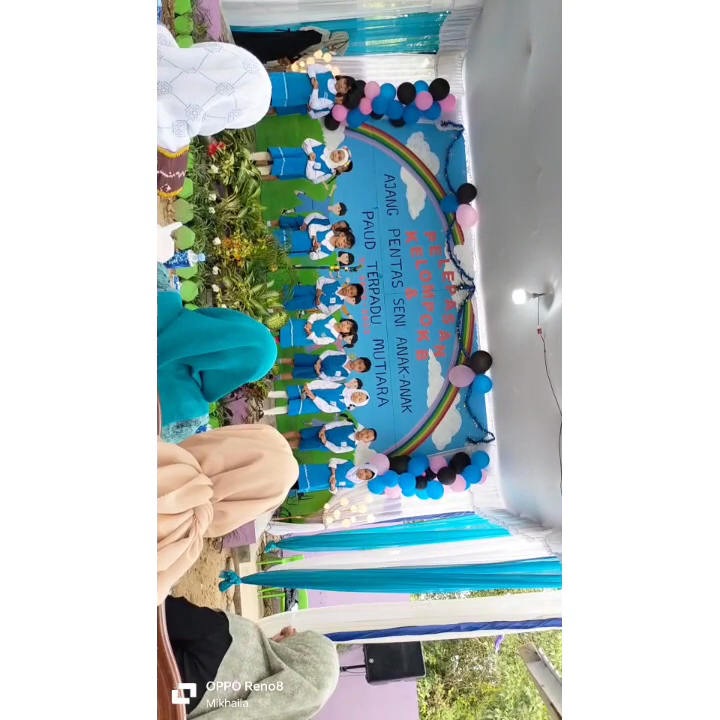 PELEPASAN
KELOMPOK B
&
AJANG PENTAS SENI ANAK-ANAK
PAUD TERPADU MUTIARA
OPPO Reno8
Mikhaila